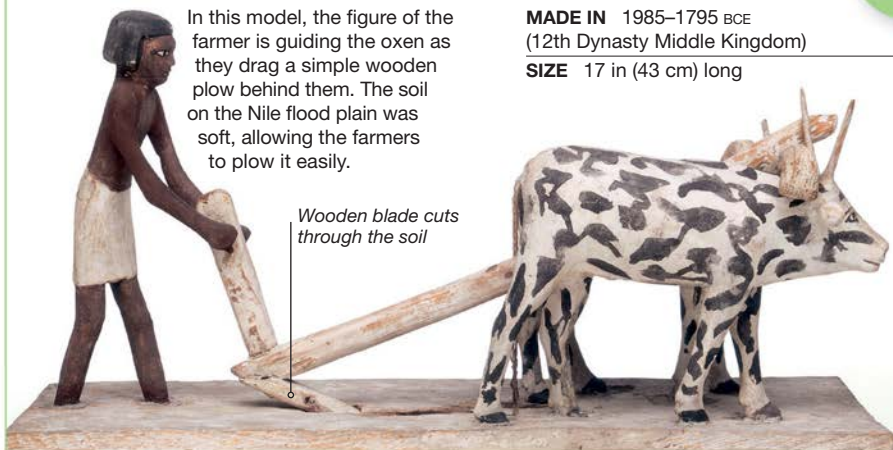 In this model, the figure of the
farmer is guiding the oxen as
they drag a simple wooden
plow behind them. The soil
on the Nile flood plain was
soft, allowing the farmers
to plow it easily.
Wooden blade cuts
through the soil
MADE IN 1985–1795 BCE
(12th Dynasty Middle Kingdom)
SIZE 17 in (43 cm) long